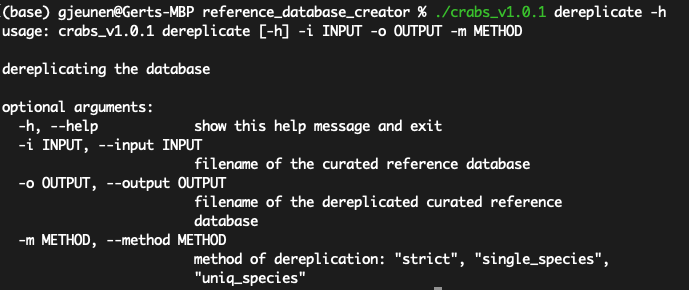 (base) gjeunen@Gerts-MBP reference_database_creator % ./crabs_v1.0.1 dereplicate -h
usage: crabs_v1.0.1 dereplicate [-h] -i INPUT -o OUTPUT -m METHOD
dereplicating the database
optional arguments:
-h, --help show this help message and exit
-i INPUT, --input INPUT
filename of the curated reference database
-o OUTPUT, --output OUTPUT
filename of the dereplicated curated reference
database
-m METHOD, --method METHOD
method of dereplication: "strict", "single_species",
"uniq_species"